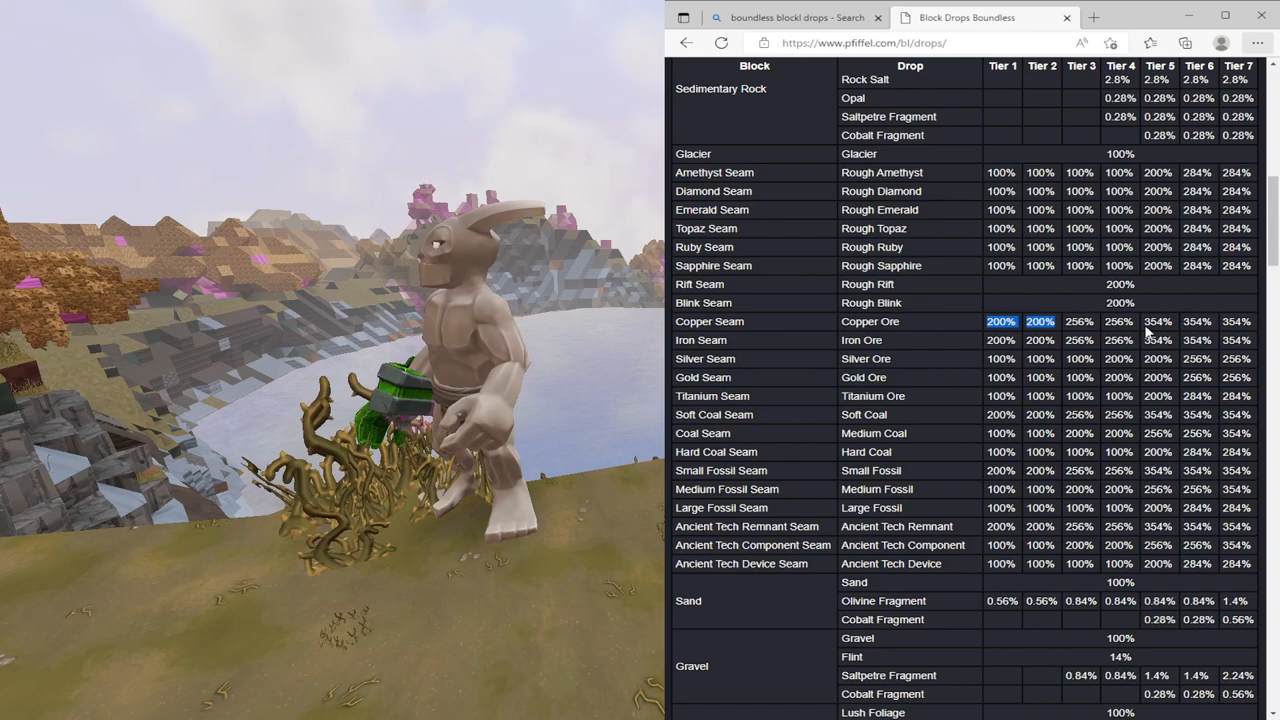 boundless blockl drops - Search
Block Drops Boundless
https://www.pfiffel.com/bl/drops/
Block Drop Tier 1 Tier 2 Tier 3 Tier 4 Tier 5 Tier 6 Tier 7
Sedimentary Rock
Rock Salt 2.8% 2.8% 2.8% 2.8%
Opal 0.28% 0.28% 0.28% 0.28%
Saltpetre Fragment 0.28% 0.28% 0.28% 0.28%
Cobalt Fragment 0.28% 0.28% 0.28%
Glacier Glacier 100%
Amethyst Seam Rough Amethyst 100% 100% 100% 100% 200% 284% 284%
Diamond Seam Rough Diamond 100% 100% 100% 100% 200% 284% 284%
Emerald Seam Rough Emerald 100% 100% 100% 100% 200% 284% 284%
Topaz Seam Rough Topaz 100% 100% 100% 100% 200% 284% 284%
Ruby Seam Rough Ruby 100% 100% 100% 100% 200% 284% 284%
Sapphire Seam Rough Sapphire 100% 100% 100% 100% 200% 284% 284%
Rift Seam Rough Rift 200%
Blink Seam Rough Blink 200%
Copper Seam Copper Ore 200% 200% 256% 256% 354% 354% 354%
Iron Seam Iron Ore 200% 200% 256% 256% 354% 354% 354%
Silver Seam Silver Ore 100% 100% 200% 200% 200% 256% 256%
Gold Seam Gold Ore 100% 100% 100% 200% 200% 256% 256%
Titanium Seam Titanium Ore 100% 100% 100% 200% 200% 284% 284%
Soft Coal Seam Soft Coal 200% 200% 256% 256% 354% 354% 354%
Coal Seam Medium Coal 100% 100% 200% 200% 256% 256% 354%
Hard Coal Seam Hard Coal 100% 100% 100% 200% 200% 284% 284%
Small Fossil Seam Small Fossil 200% 200% 256% 256% 354% 354% 354%
Medium Fossil Seam Medium Fossil 100% 100% 200% 200% 256% 256% 354%
Large Fossil Seam Large Fossil 100% 100% 100% 200% 200% 284% 284%
Ancient Tech Remnant Seam Ancient Tech Remnant 200% 200% 256% 256% 354% 354% 354%
Ancient Tech Component Seam Ancient Tech Component 100% 100% 200% 200% 256% 256% 354%
Ancient Tech Device Seam Ancient Tech Device 100% 100% 100% 200% 200% 284% 284%
Sand
Sand 100%
Olivine Fragment 0.56% 0.56% 0.84% 0.84% 0.84% 0.84% 1.4%
Cobalt Fragment 0.28% 0.28% 0.56%
Gravel
Gravel 100%
Flint 14%
Saltpetre Fragment 0.84% 0.84% 1.4% 1.4% 2.24%
Cobalt Fragment 0.28% 0.28% 0.56%
Lush Foliage 100%